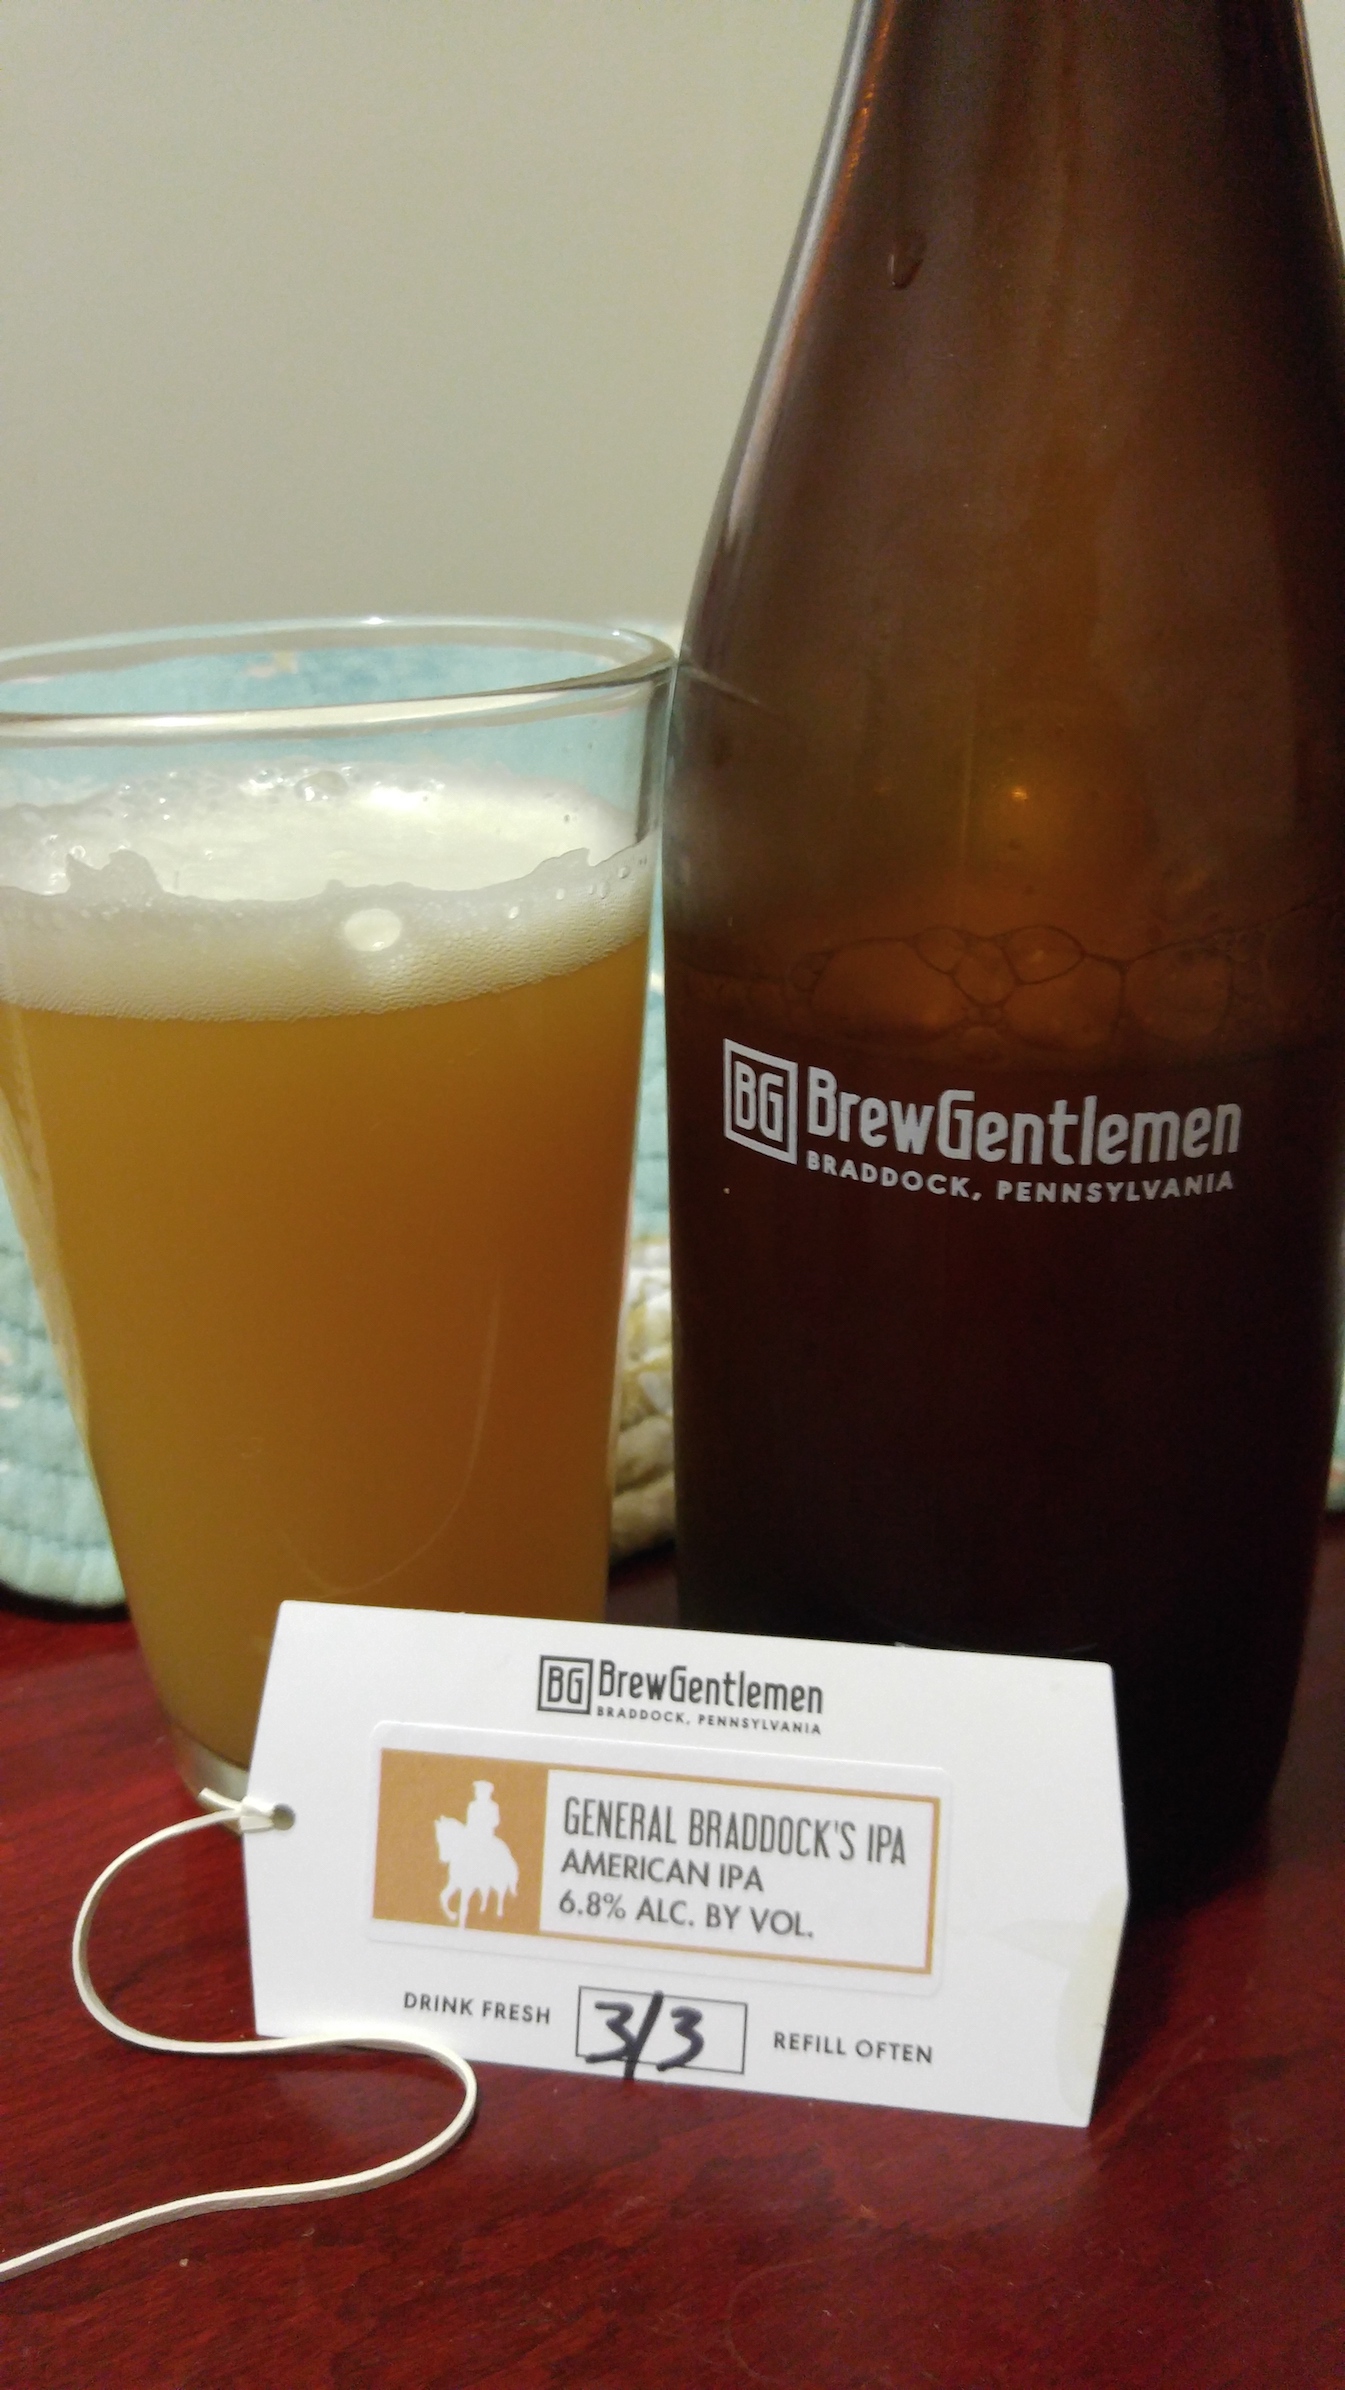 BG BrewGentlemen
BRADDOCK, PENNSYLVANIA
BG BrewGentlemen
BRADDOCK, PENNSYLVANIA
GENERAL BRADDOCK'S IPA
AMERICAN IPA
6.8% ALC. BY VOL.
DRINK FRESH 3/3 REFILL OFTEN